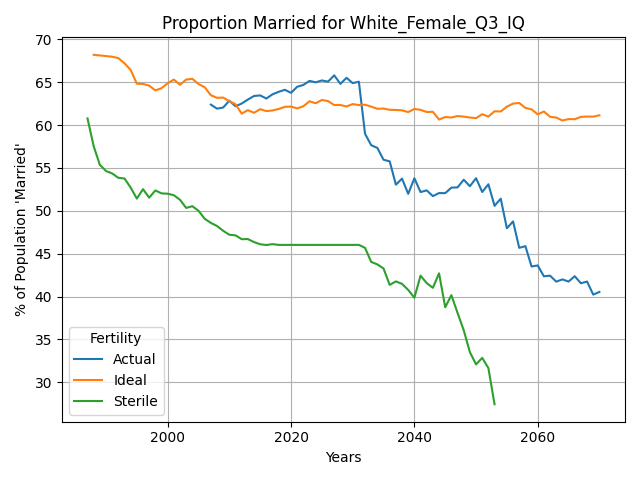 Proportion Married for White_Female_Q3_IQ
% of Population 'Married'
70
65
60
55
50
45
40
35
30
Fertility
Actual
Ideal
Sterile
2000
2020
2040
2060
Years